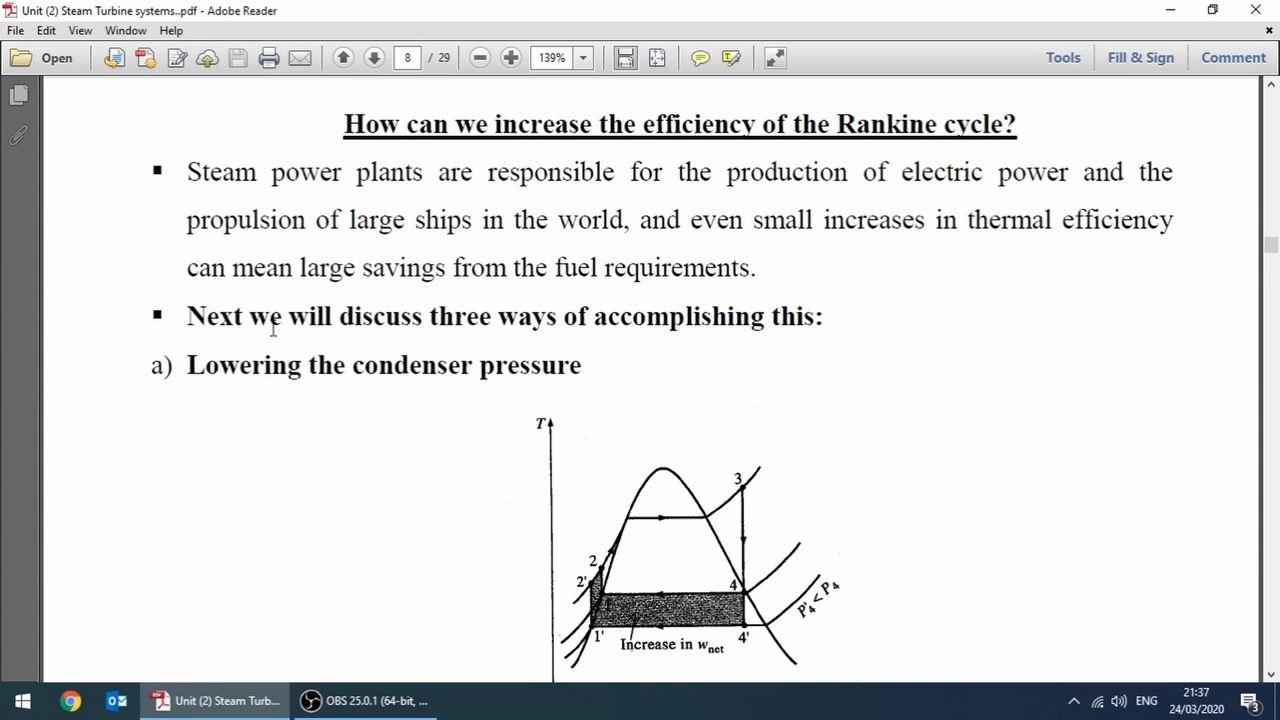 Unit (2) Steam Turbine systems..pdf - Adobe Reader
File Edit View Window Help
Open 8 / 29 139% Tools Fill & Sign Comment
How can we increase the efficiency of the Rankine cycle?
Steam power plants are responsible for the production of electric power and the
propulsion of large ships in the world, and even small increases in thermal efficiency
can mean large savings from the fuel requirements.
Next we will discuss three ways of accomplishing this:
a) Lowering the condenser pressure
T
3
2
2'
4
1
P'4 < P4
1'
4'
Increase in wnet
Unit (2) Steam Turb...
OBS 25.0.1 (64-bit, ...
ENG
21:37
24/03/2020
3